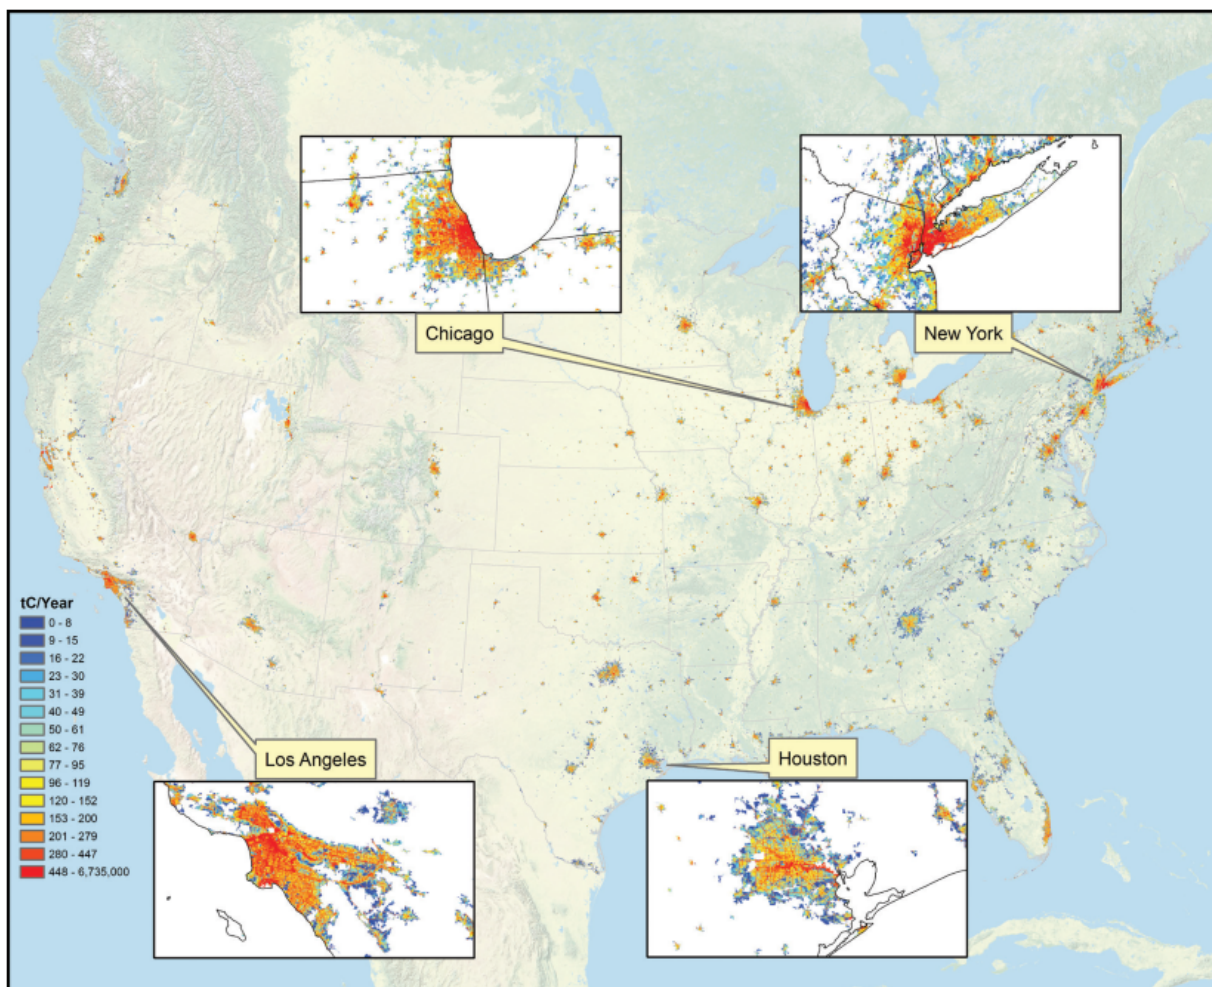 Chicago
New York
Los Angeles
Houston
tC/Year
0 - 8
9 - 15
16 - 22
23 - 30
31 - 39
40 - 49
50 - 61
62 - 76
77 - 95
96 - 119
120 - 152
153 - 200
201 - 279
280 - 447
448 - 6,735,000